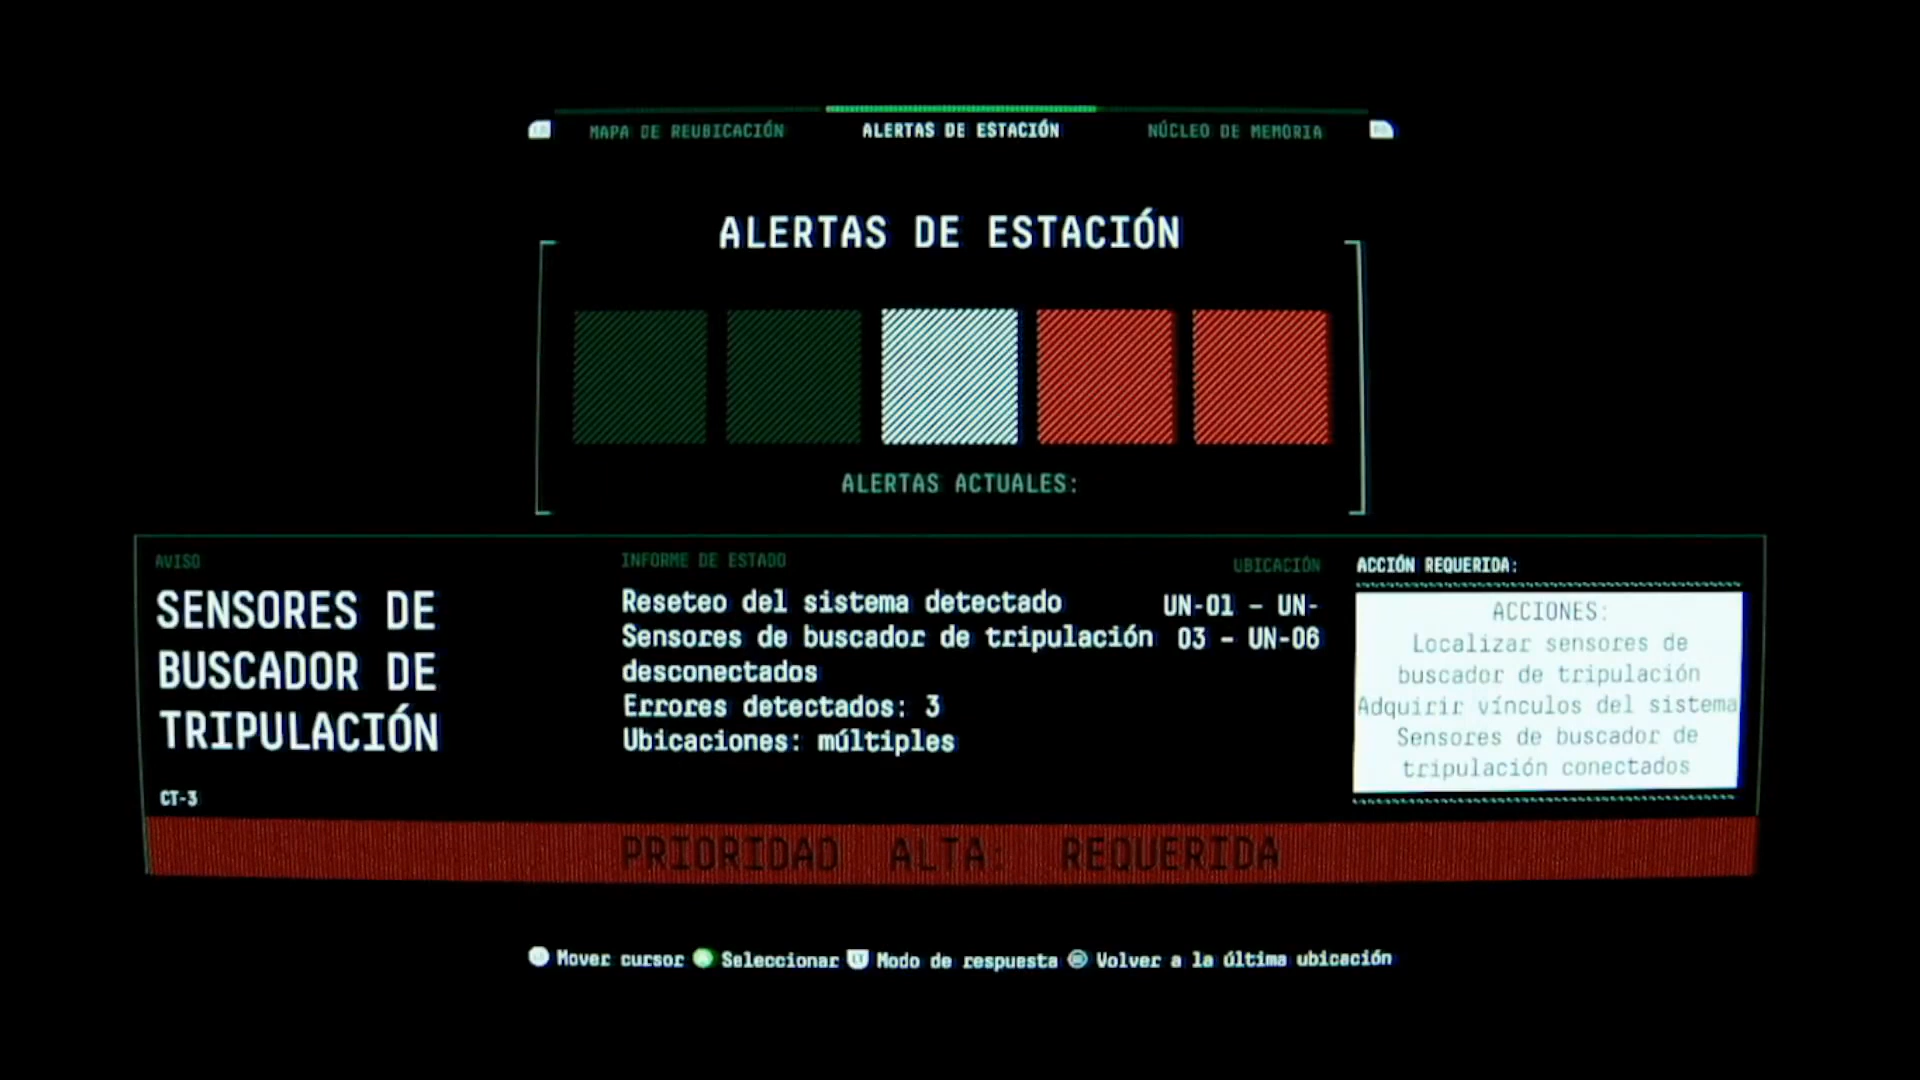 MAPA DE REUBICACIÓN
ALERTAS DE ESTACIÓN
NÚCLEO DE MEMORIA
ALERTAS DE ESTACIÓN
ALERTAS ACTUALES:
AVISO
SENSORES DE
BUSCADOR DE
TRIPULACIÓN
CT-3
INFORME DE ESTADO
Reseteo del sistema detectado
Sensores de buscador de tripulación
desconectados
Errores detectados: 3
Ubicaciones: múltiples
UBICACIÓN
UN-01 – UN-
03 – UN-06
ACCIÓN REQUERIDA:
ACCIONES:
Localizar sensores de
buscador de tripulación
Adquirir vínculos del sistema
Sensores de buscador de
tripulación conectados
PRIORIDAD ALTA: REQUERIDA
Mover cursor Seleccionar LT Modo de respuesta Volver a la última ubicación